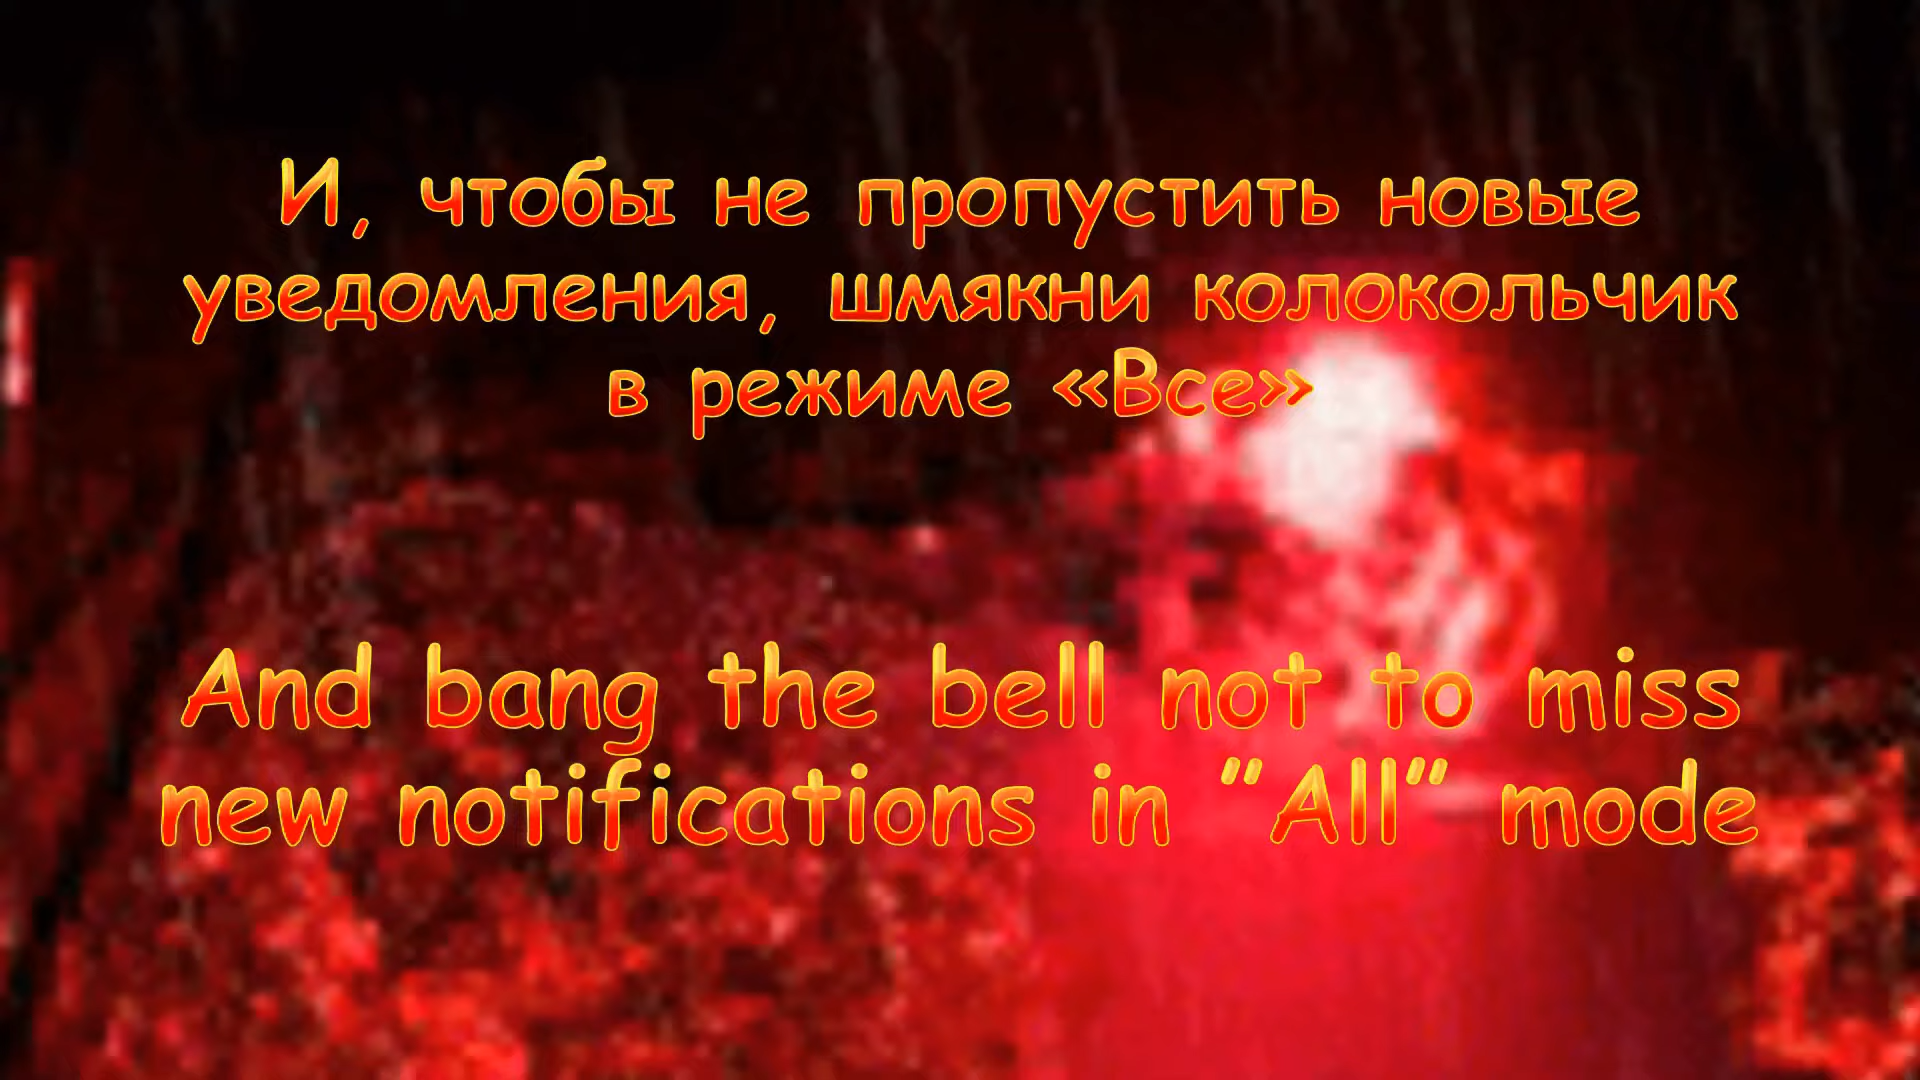 И, чтобы не пропустить новые
уведомления, шмякни колокольчик
в режиме «Все»
And bang the bell not to miss
new notifications in "All" mode